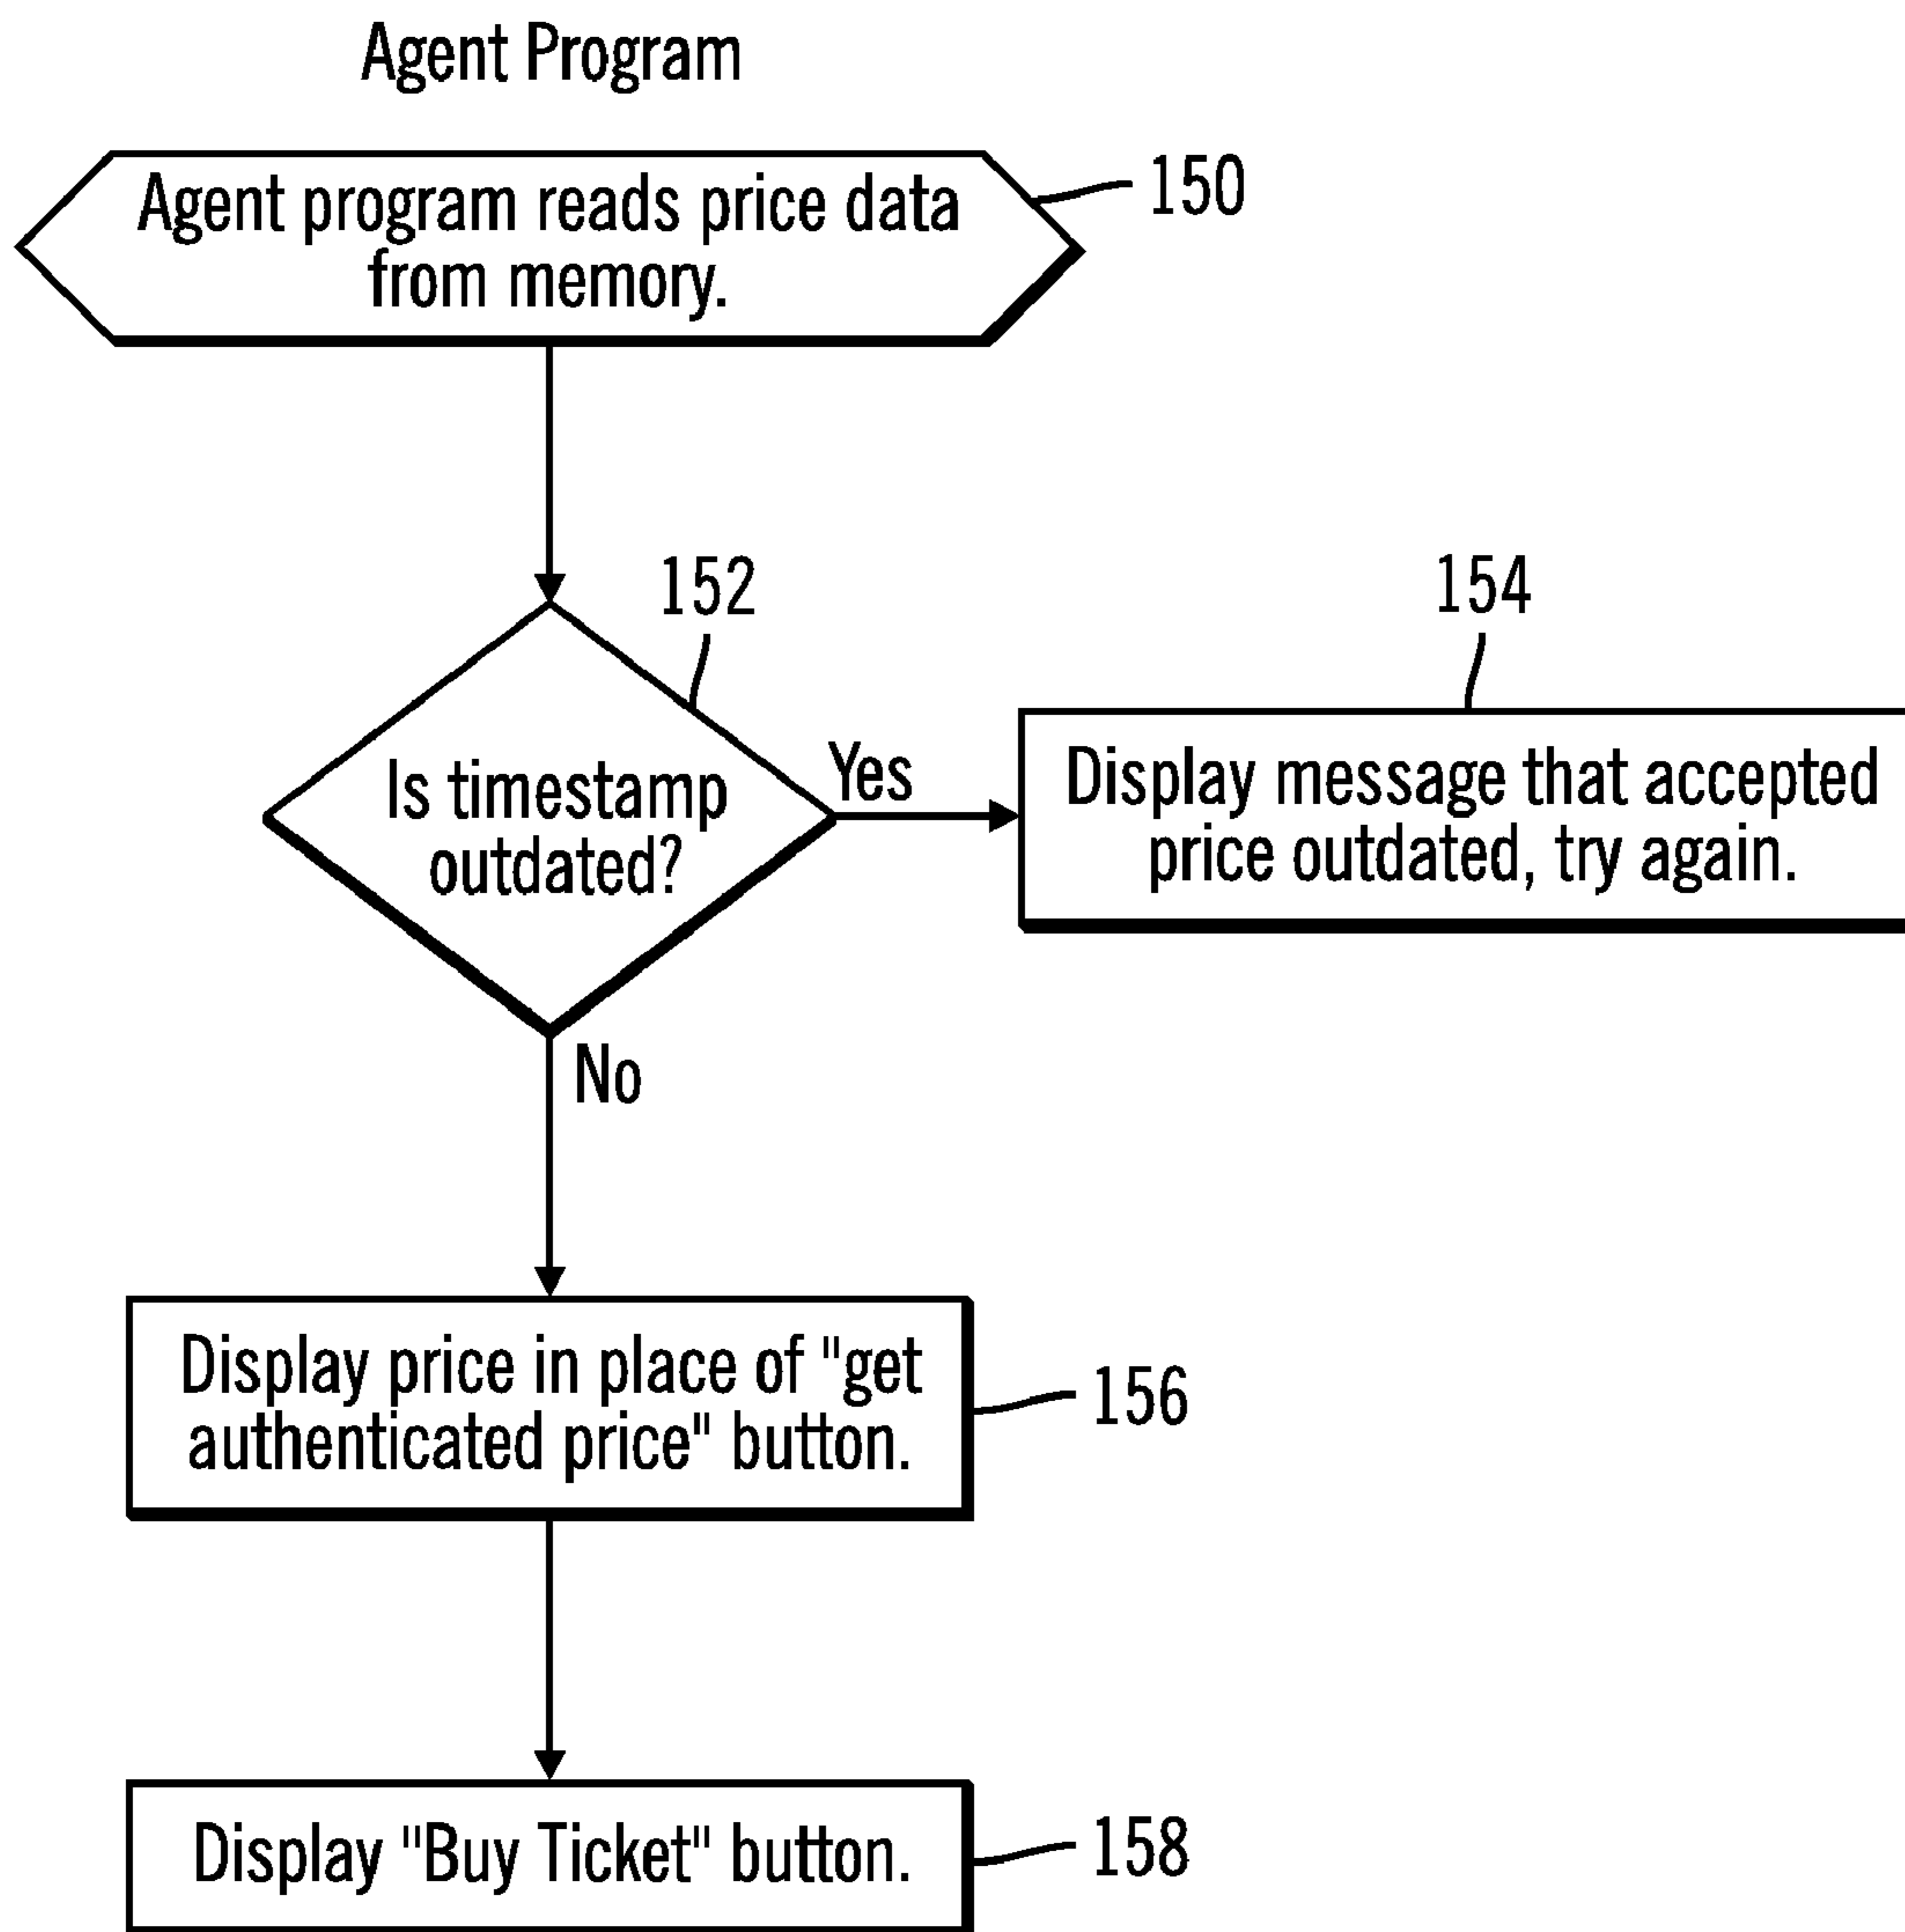 Agent Program
Agent program reads price data
from memory.
150
152
154
Is timestamp
outdated?
Yes
Display message that accepted
price outdated, try again.
No
Display price in place of "get
authenticated price" button.
156
Display "Buy Ticket" button.
158